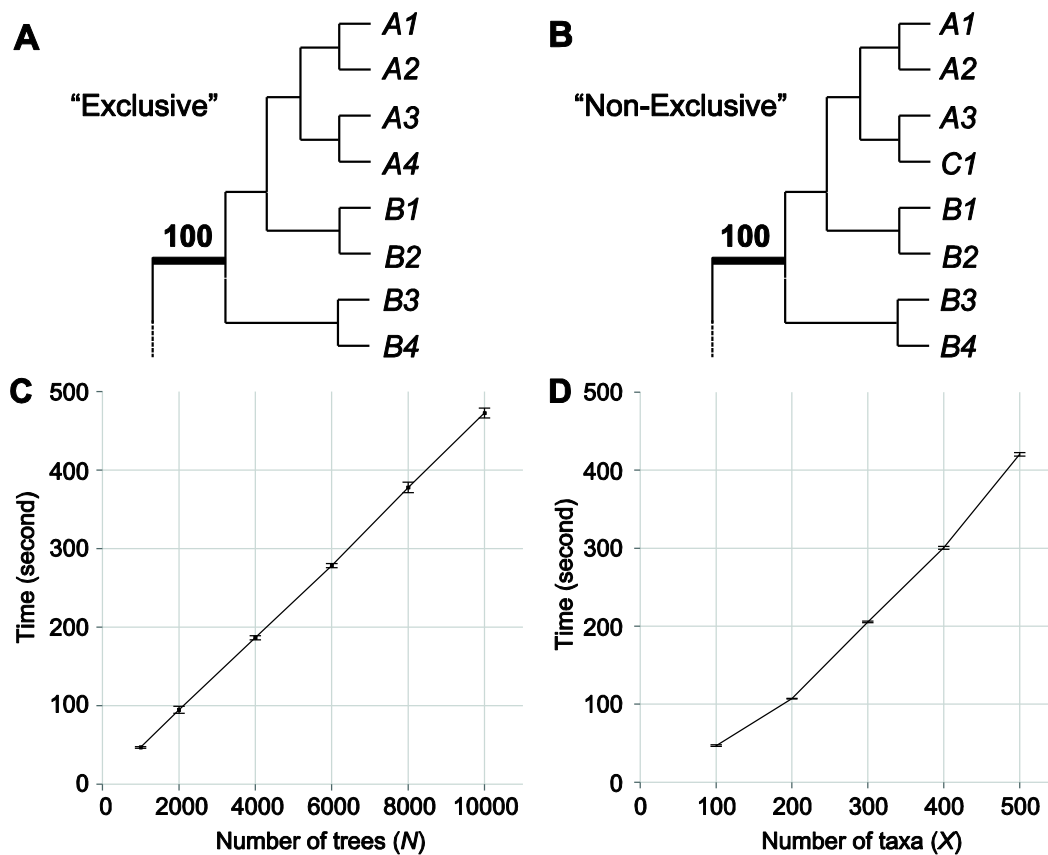 A
"Exclusive"
100
A1
A2
A3
A4
B1
B2
B3
B4
B
"Non-Exclusive"
100
A1
A2
A3
C1
B1
B2
B3
B4
C
Time (second)
500
400
300
200
100
0
0 2000 4000 6000 8000 10000
Number of trees (N)
D
Time (second)
500
400
300
200
100
0
0 100 200 300 400 500
Number of taxa (X)